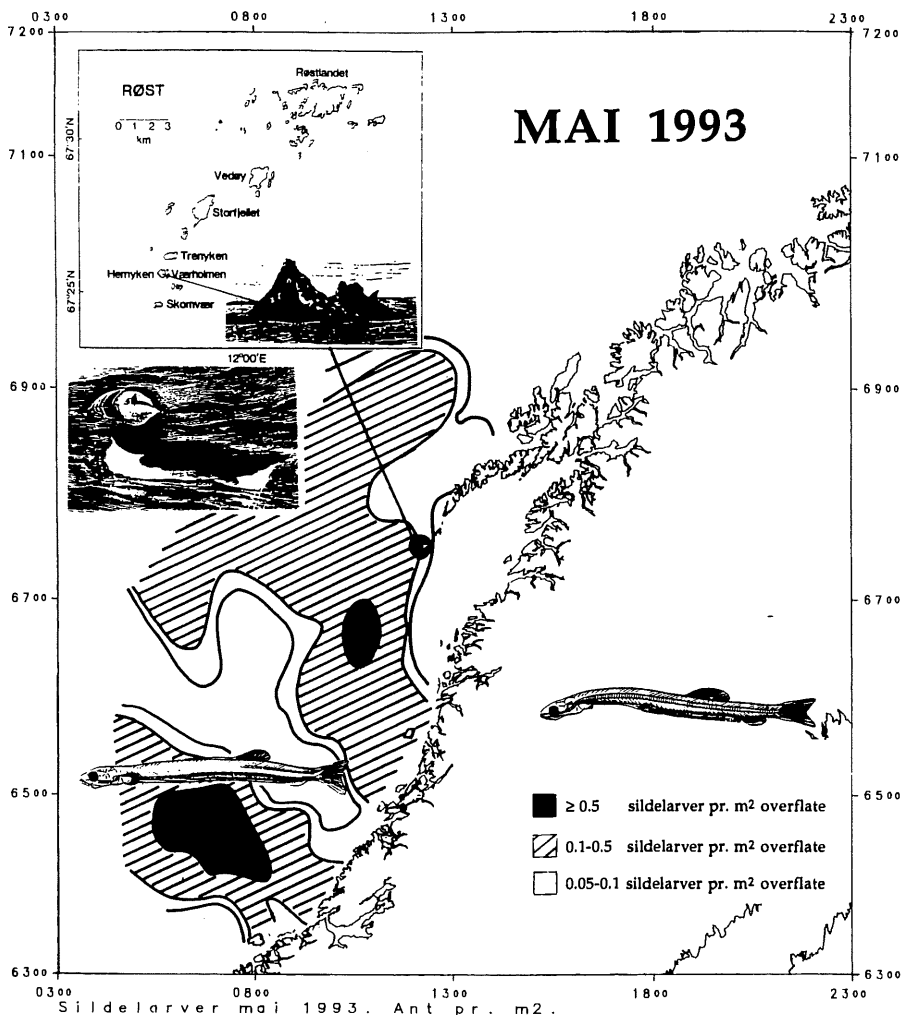 0300 0800 1300 1800 2300
7200 7200
RØST
Røstlandet
0 1 2 3
km
67°30'N
MAI 1993
7100 7100
Vedøy
Storfjellet
Trenyken
Hernyken Værholmen
67°25'N
Skomvær
12°00'E
6900 6900
6700 6700
6500 6500
≥ 0.5 sildelarver pr. m² overflate
0.1-0.5 sildelarver pr. m² overflate
0.05-0.1 sildelarver pr. m² overflate
6300 6300
0300 0800 1300 1800 2300
Sildelarver mai 1993. Ant pr. m2.